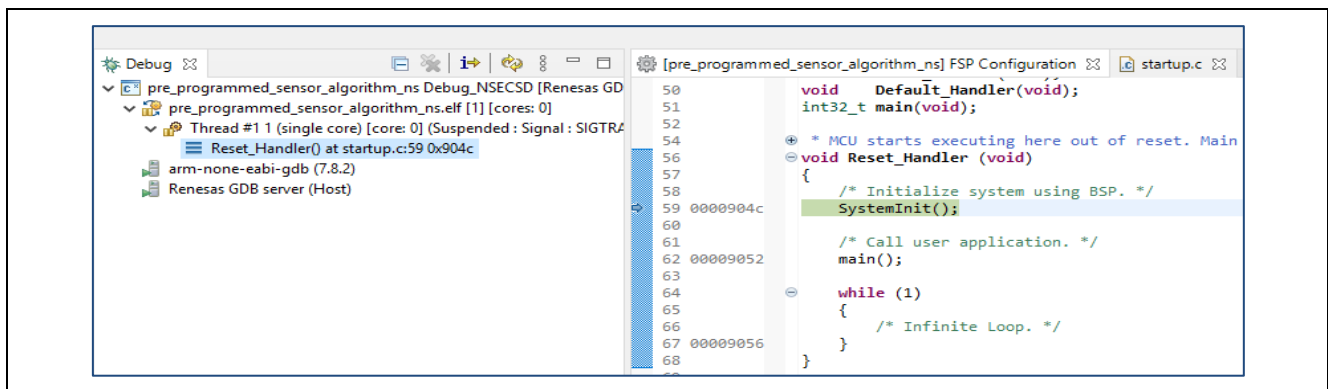 Debug
pre_programmed_sensor_algorithm_ns Debug_NSECSD [Renesas GD
pre_programmed_sensor_algorithm_ns.elf [1] [cores: 0]
Thread #1 1 (single core) [core: 0] (Suspended : Signal : SIGTRA
Reset_Handler() at startup.c:59 0x904c
arm-none-eabi-gdb (7.8.2)
Renesas GDB server (Host)
[pre_programmed_sensor_algorithm_ns] FSP Configuration startup.c
50 void Default_Handler(void);
51 int32_t main(void);
52
54 * MCU starts executing here out of reset. Main
56 void Reset_Handler (void)
57 {
58 /* Initialize system using BSP. */
59 0000904c SystemInit();
60
61 /* Call user application. */
62 00009052 main();
63
64 while (1)
65 {
66 /* Infinite Loop. */
67 00009056 }
68 }